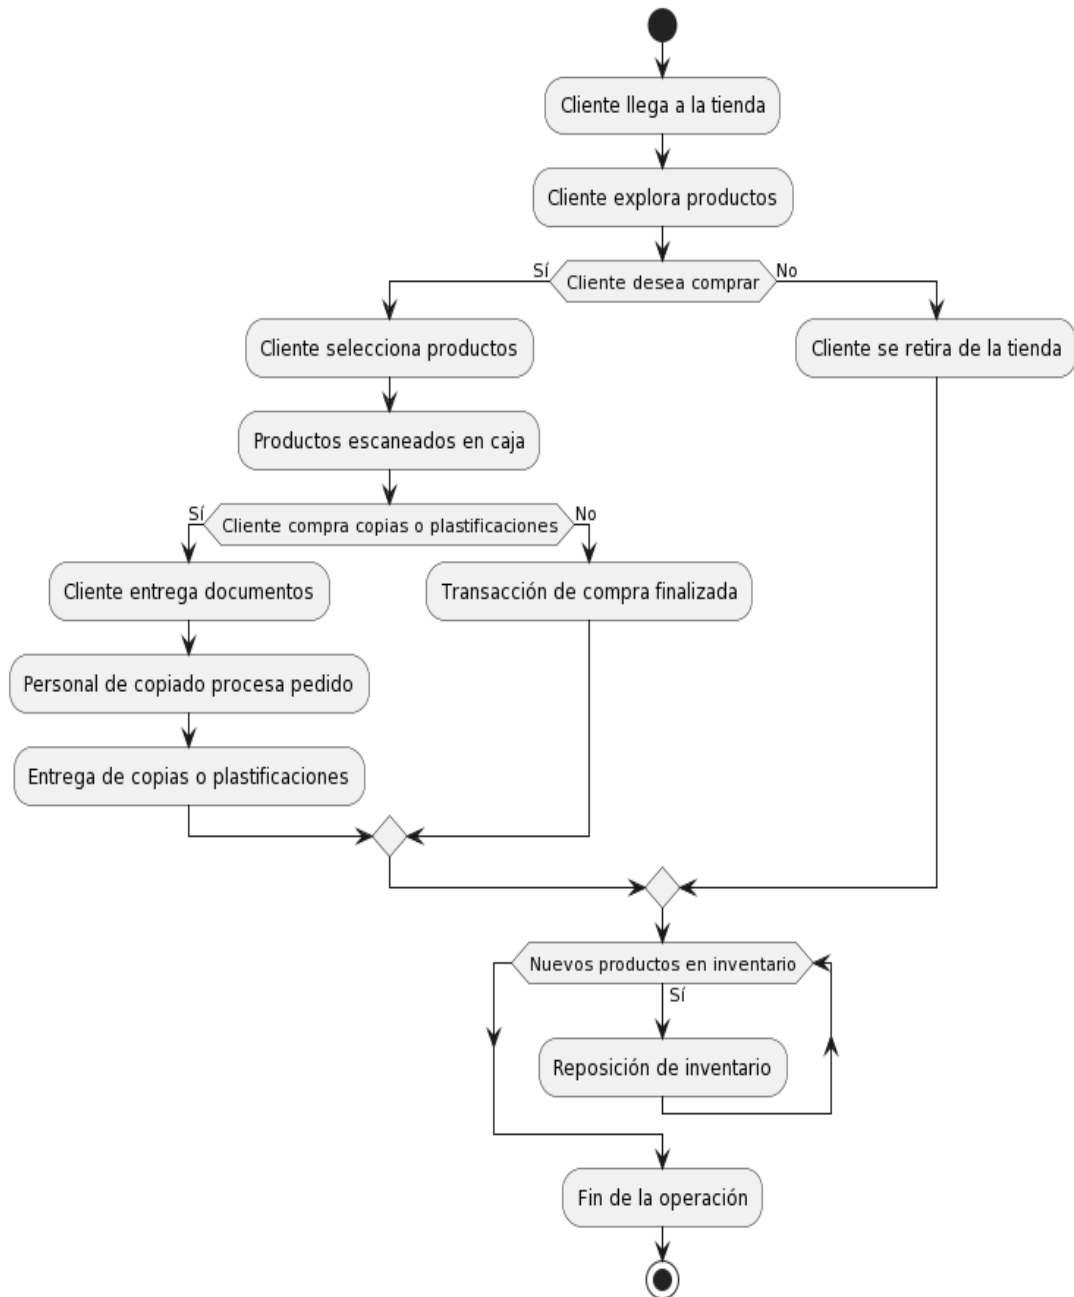 Cliente llega a la tienda
Cliente explora productos
Sí
Cliente desea comprar
No
Cliente selecciona productos
Cliente se retira de la tienda
Productos escaneados en caja
Sí
Cliente compra copias o plastificaciones
No
Cliente entrega documentos
Transacción de compra finalizada
Personal de copiado procesa pedido
Entrega de copias o plastificaciones
Nuevos productos en inventario
Sí
Reposición de inventario
Fin de la operación